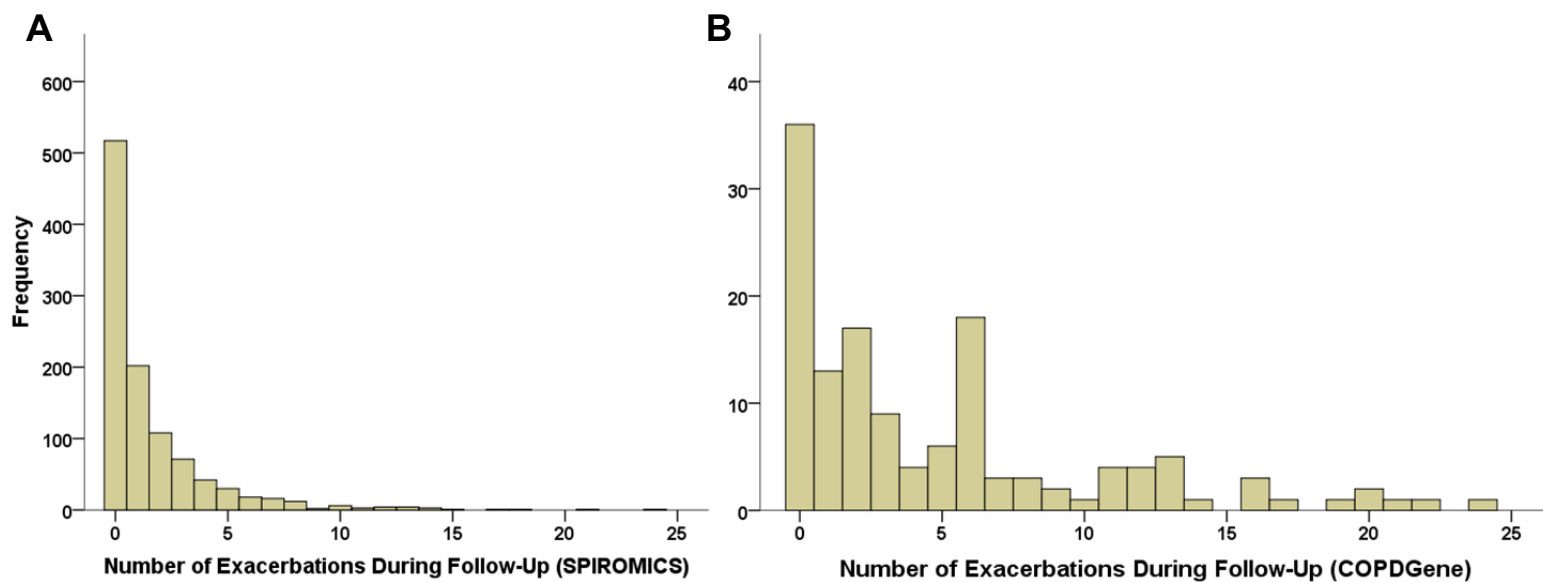 A
B
600
500
400
300
200
100
0
Frequency
0 5 10 15 20 25
Number of Exacerbations During Follow-Up (SPIROMICS)
40
30
20
10
0
0 5 10 15 20 25
Number of Exacerbations During Follow-Up (COPDGene)